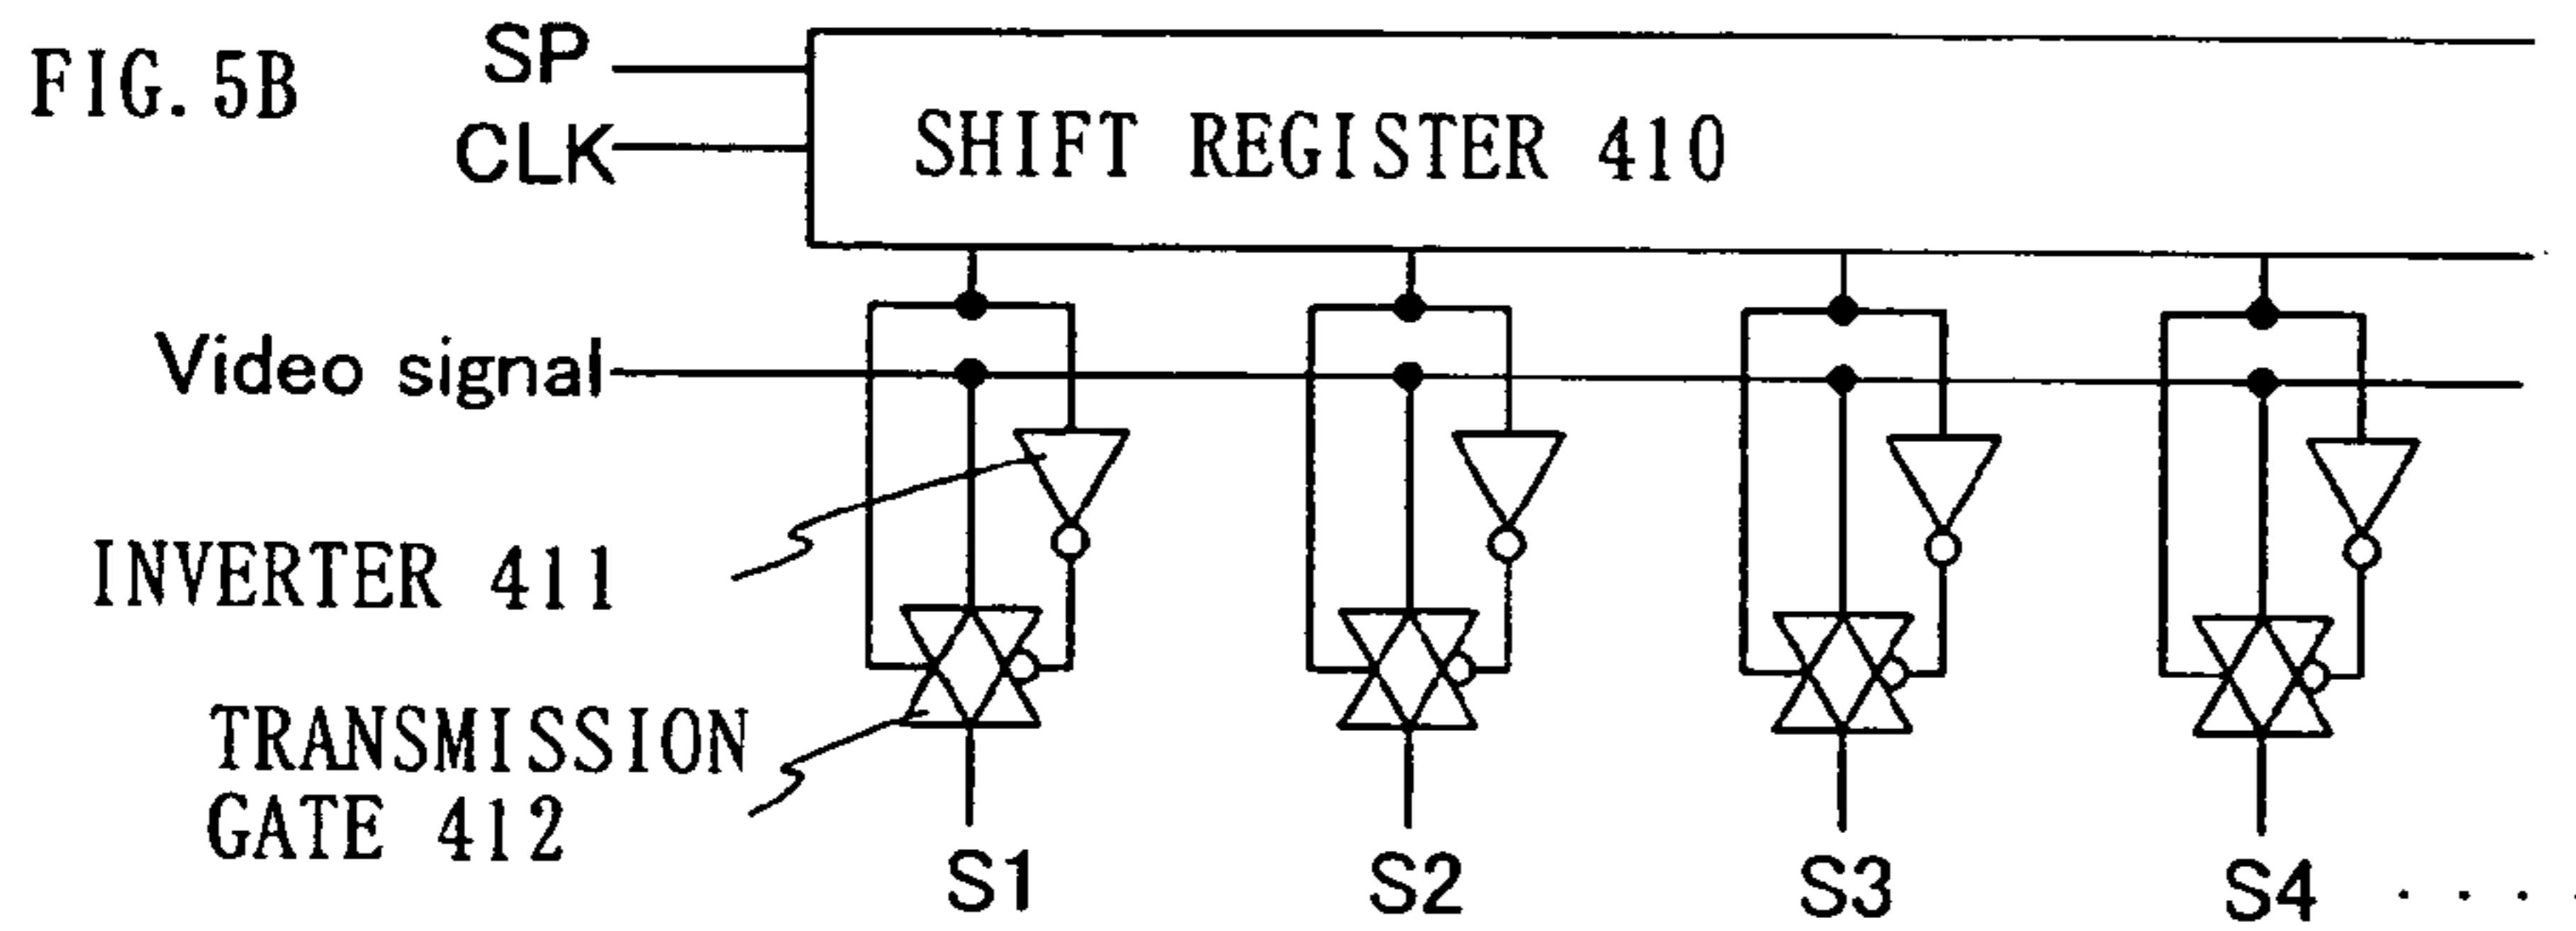 FIG. 5B
SP
CLK
SHIFT REGISTER 410
Video signal
INVERTER 411
TRANSMISSION
GATE 412
S1 S2 S3 S4 ....